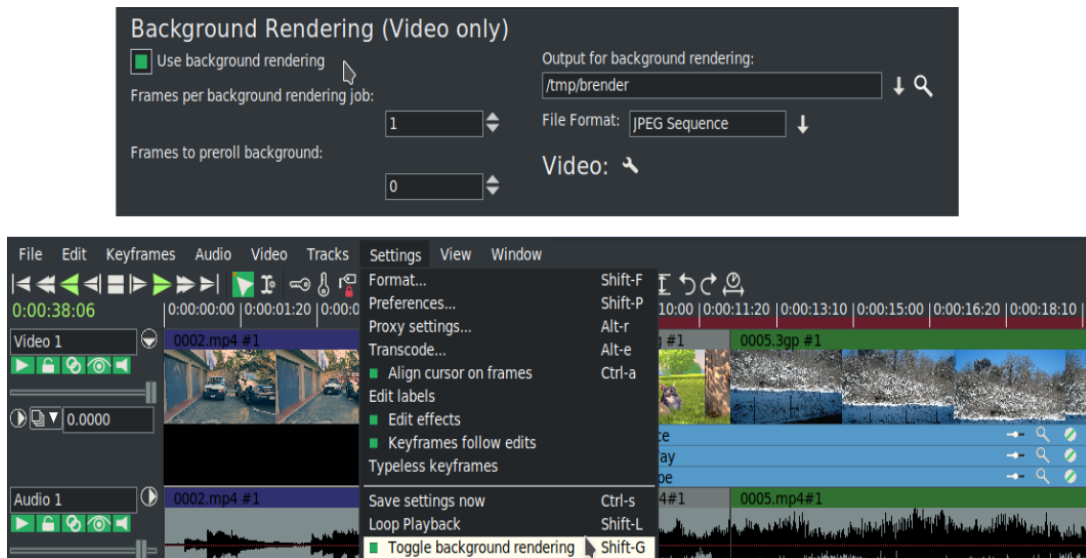 Background Rendering (Video only)
Use background rendering
Frames per background rendering job:
1
Frames to preroll background:
0
Output for background rendering:
/tmp/brender
File Format: JPEG Sequence
Video:
File Edit Keyframes Audio Video Tracks Settings View Window
0:00:38:06
0:00:00:00 0:00:01:20 0:00:0
10:00 0:00:11:20 0:00:13:10 0:00:15:00 0:00:16:20 0:00:18:10
Video 1
0.0000
0002.mp4 #1
#1
0005.3gp #1
Format... Shift-F
Preferences... Shift-P
Proxy settings... Alt-r
Transcode... Alt-e
Align cursor on frames Ctrl-a
Edit labels
Edit effects
Keyframes follow edits
Typeless keyframes
Save settings now Ctrl-s
Loop Playback Shift-L
Toggle background rendering Shift-G
Audio 1
0002.mp4 #1
4#1
0005.mp4#1